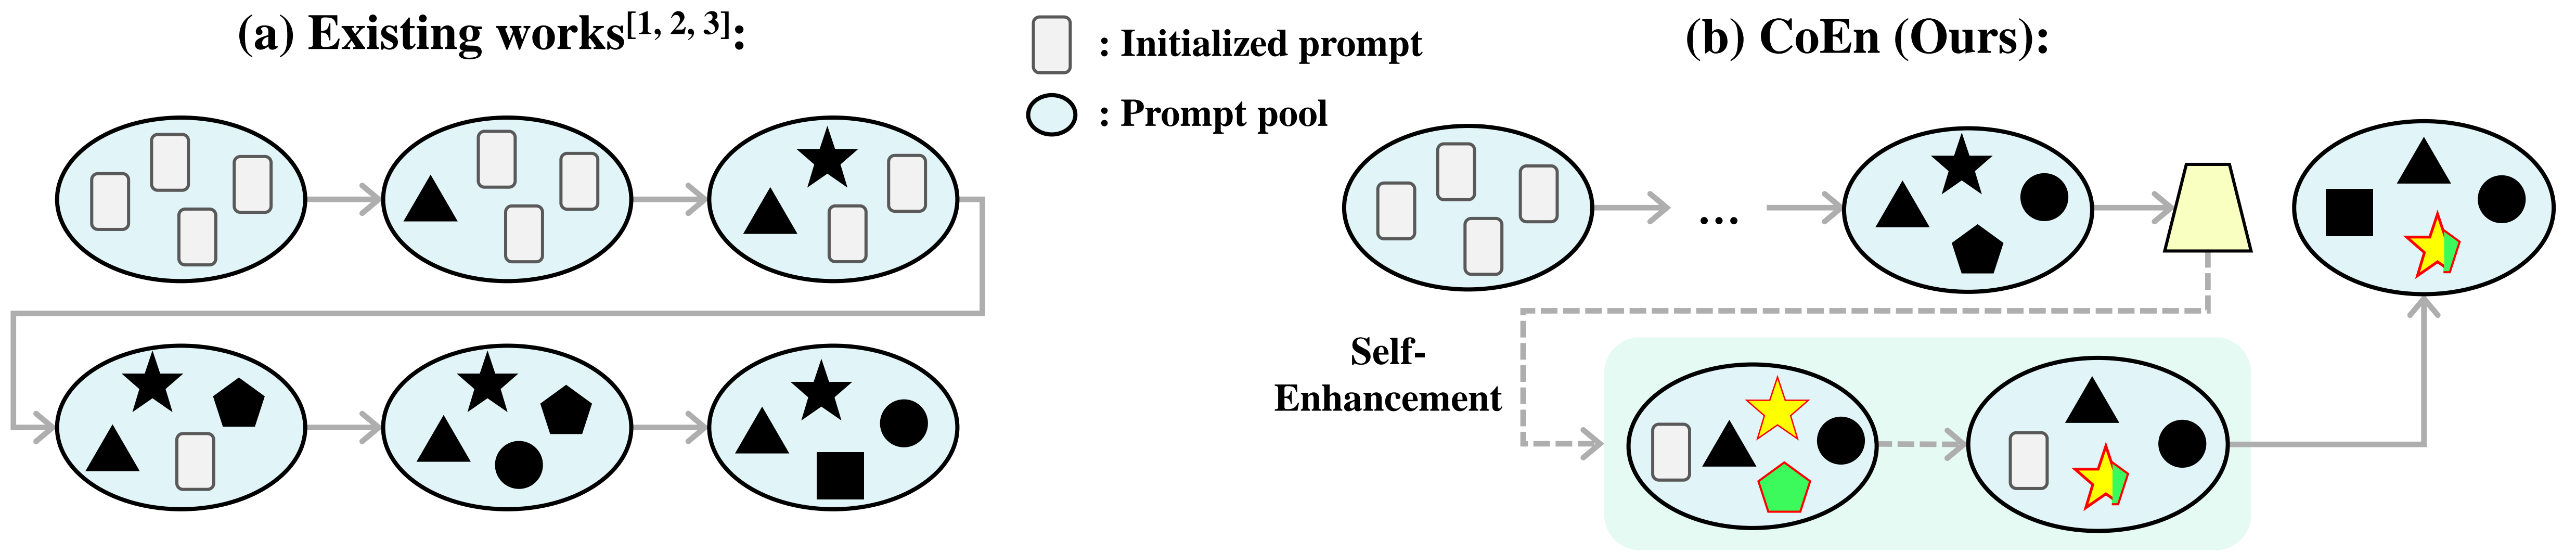 (a) Existing works[1, 2, 3]:
: Initialized prompt
: Prompt pool
(b) CoEn (Ours):
...
Self-
Enhancement